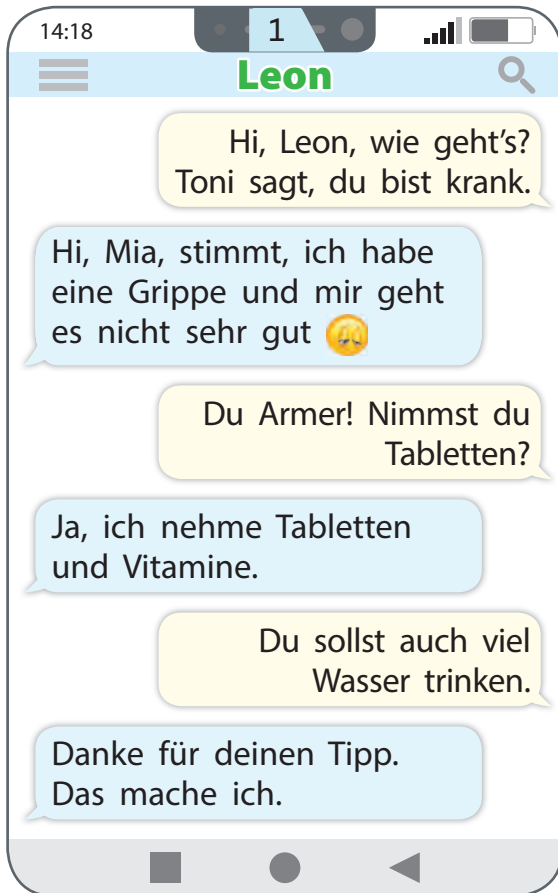 14:18
1
Leon
Hi, Leon, wie geht's?
Toni sagt, du bist krank.
Hi, Mia, stimmt, ich habe
eine Grippe und mir geht
es nicht sehr gut
Du Armer! Nimmst du
Tabletten?
Ja, ich nehme Tabletten
und Vitamine.
Du sollst auch viel
Wasser trinken.
Danke für deinen Tipp.
Das mache ich.